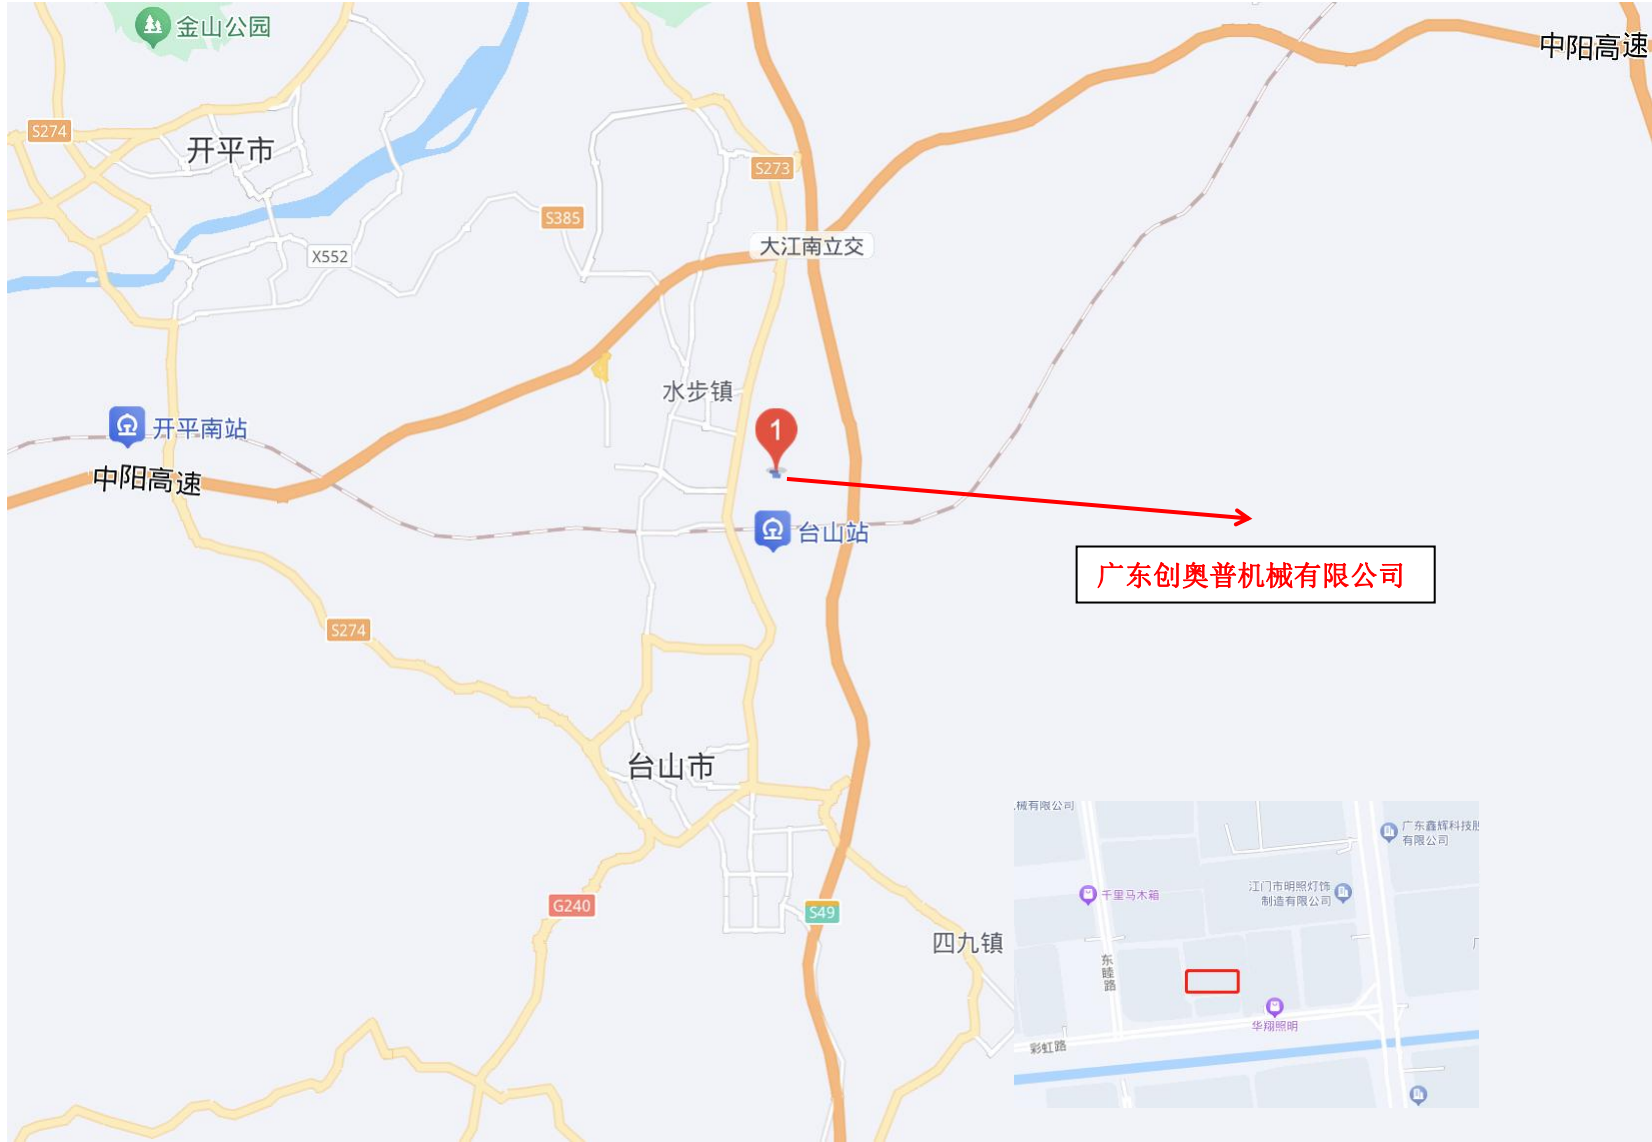 金山公园
中阳高速
S274
开平市
S273
S385
大江南立交
X552
水步镇
1
开平南站
中阳高速
台山站
广东创奥普机械有限公司
S274
台山市
械有限公司
广东鑫辉科技股
有限公司
千里马木箱
江门市明照灯饰
制造有限公司
G240
S49
四九镇
东睦路
华翔照明
彩虹路